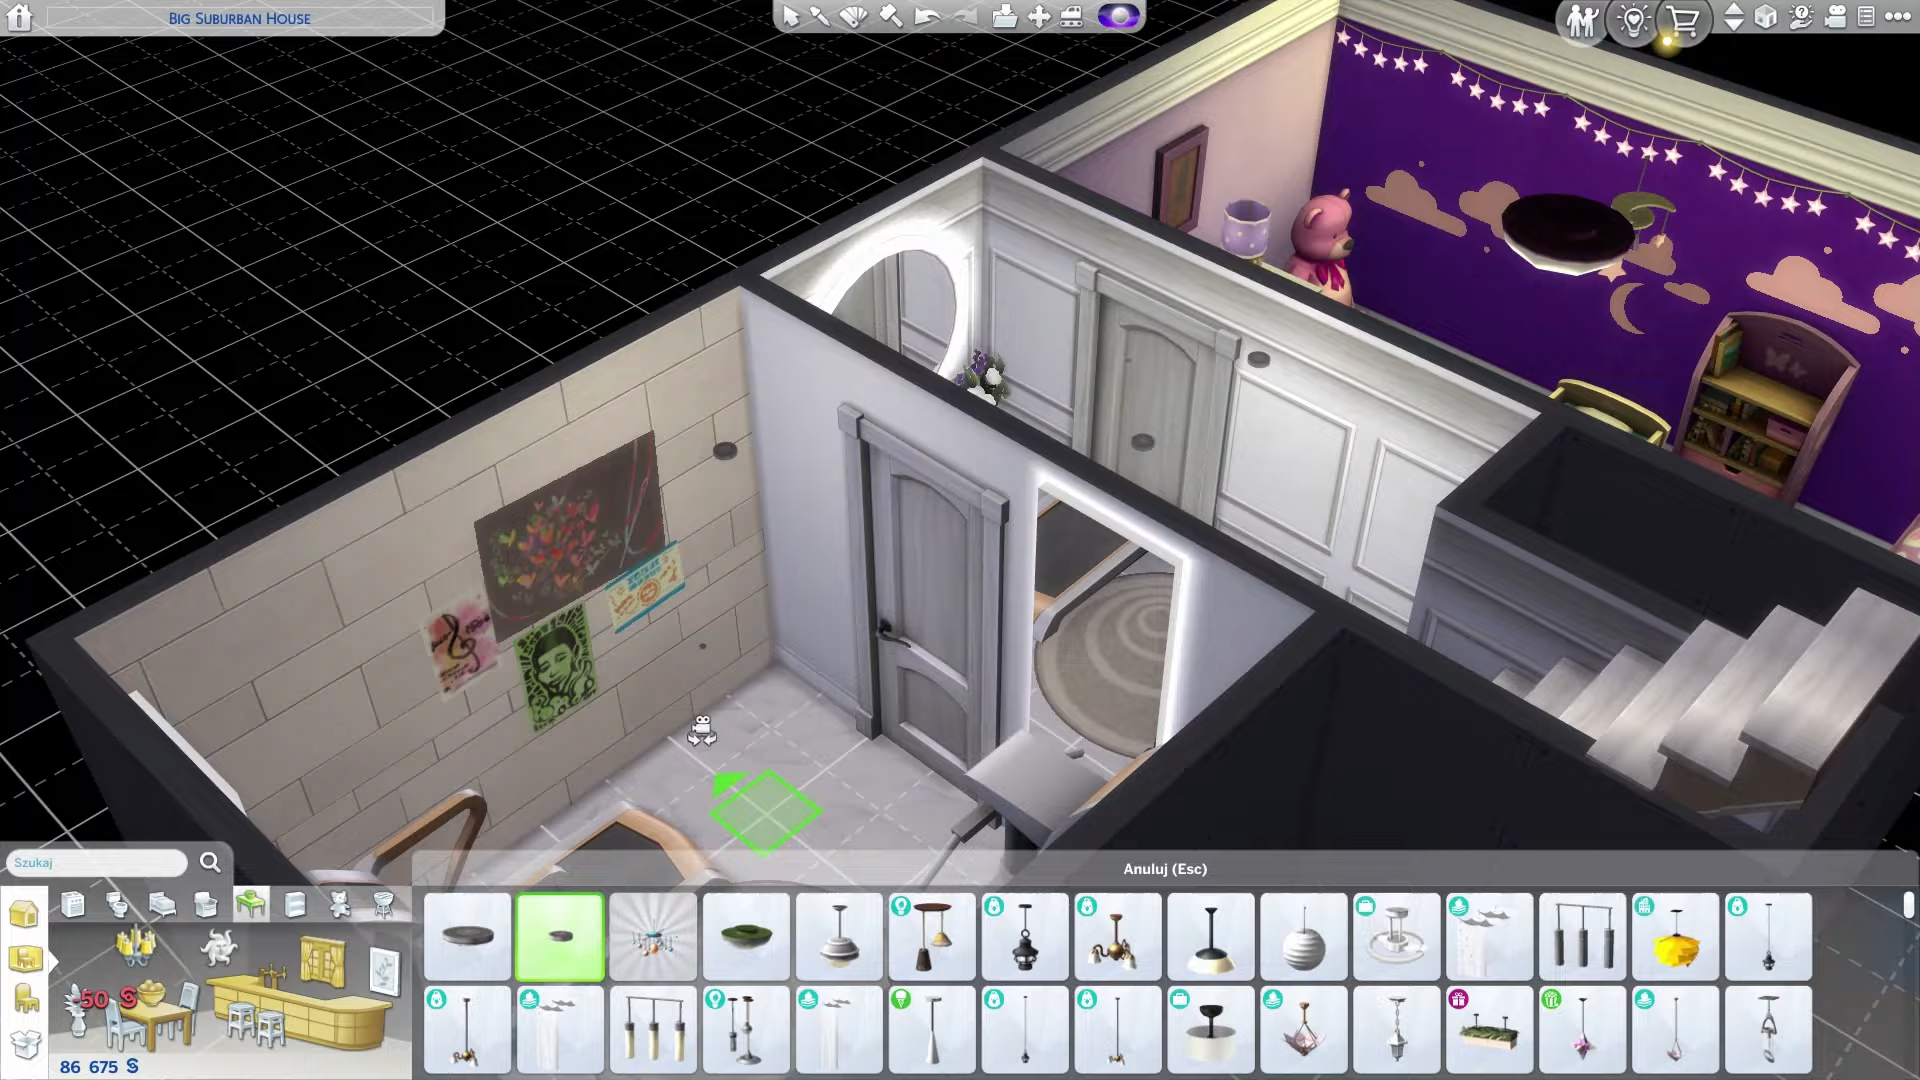 Big Suburban House
Anuluj (Esc)
Szukaj
-50 §
86 675 §